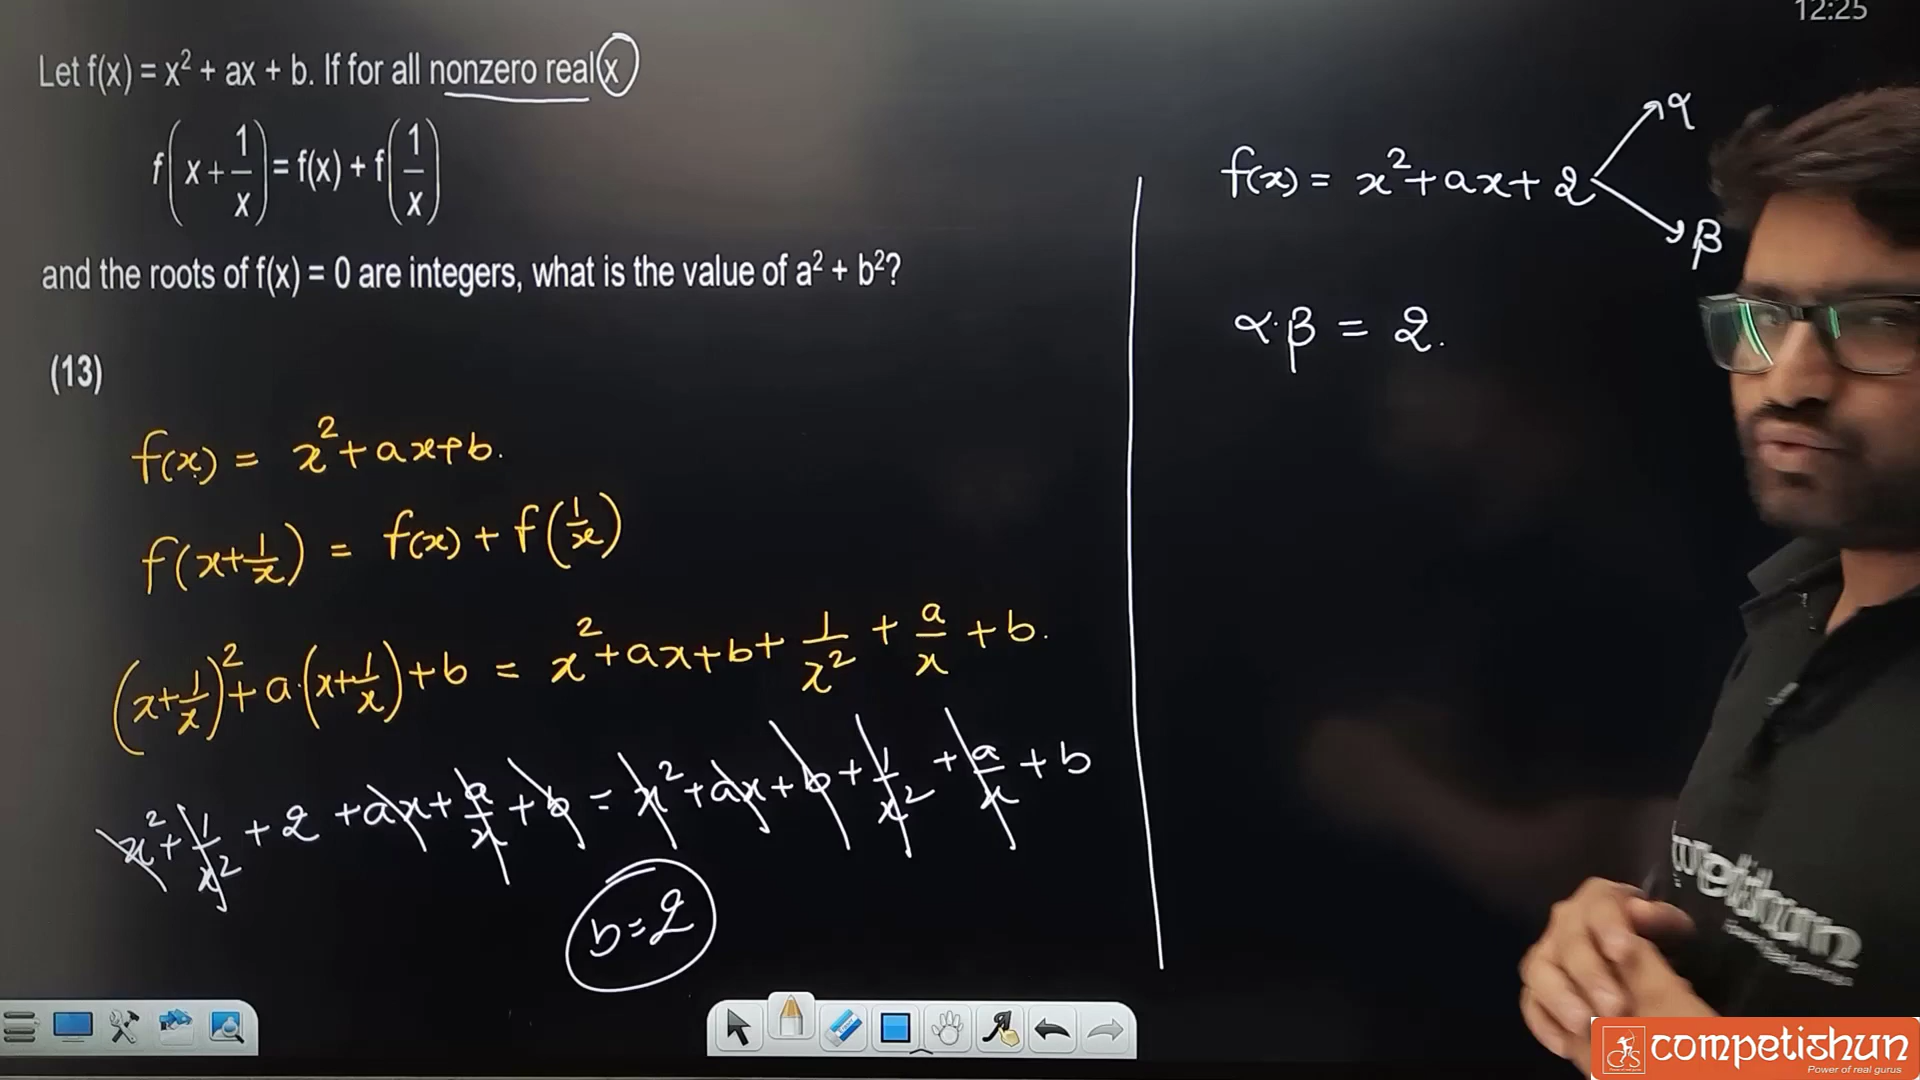 12:25
Let f(x) = x² + ax + b. If for all nonzero real x
f(x + 1/x) = f(x) + f(1/x)
and the roots of f(x) = 0 are integers, what is the value of a² + b²?
(13)
f(x) = x² + ax + b.
f(x + 1/x) = f(x) + f(1/x)
(x + 1/x)² + a·(x + 1/x) + b = x² + ax + b + 1/x² + a/x + b.
x² + 1/x² + 2 + ax + a/x + b = x² + ax + b + 1/x² + a/x + b
b = 2
f(x) = x² + ax + 2
α
β
α·β = 2.
competishun
Power of real gurus